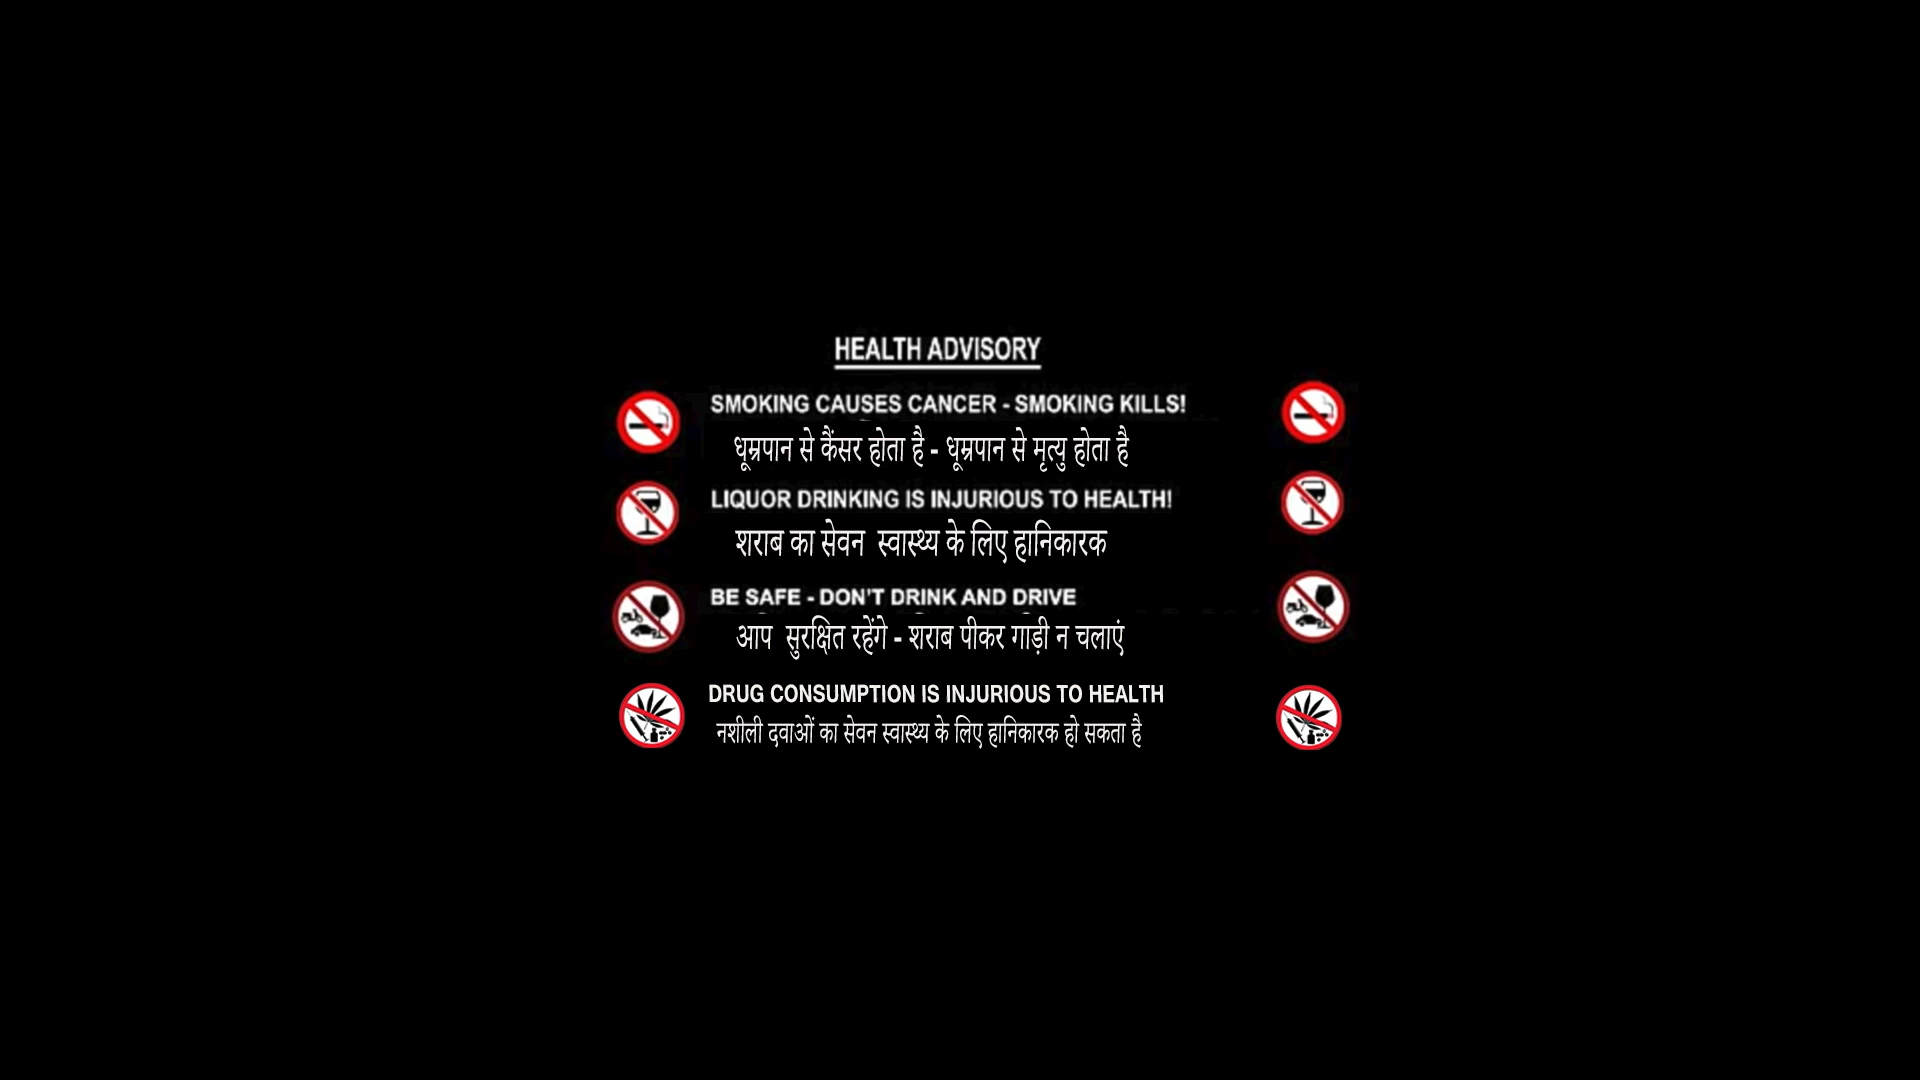 HEALTH ADVISORY
SMOKING CAUSES CANCER - SMOKING KILLS!
धूम्रपान से कैंसर होता है - धूम्रपान से मृत्यु होता है
LIQUOR DRINKING IS INJURIOUS TO HEALTH!
शराब का सेवन स्वास्थ्य के लिए हानिकारक
BE SAFE - DON'T DRINK AND DRIVE
आप सुरक्षित रहेंगे - शराब पीकर गाड़ी न चलाएं
DRUG CONSUMPTION IS INJURIOUS TO HEALTH
नशीली दवाओं का सेवन स्वास्थ्य के लिए हानिकारक हो सकता है